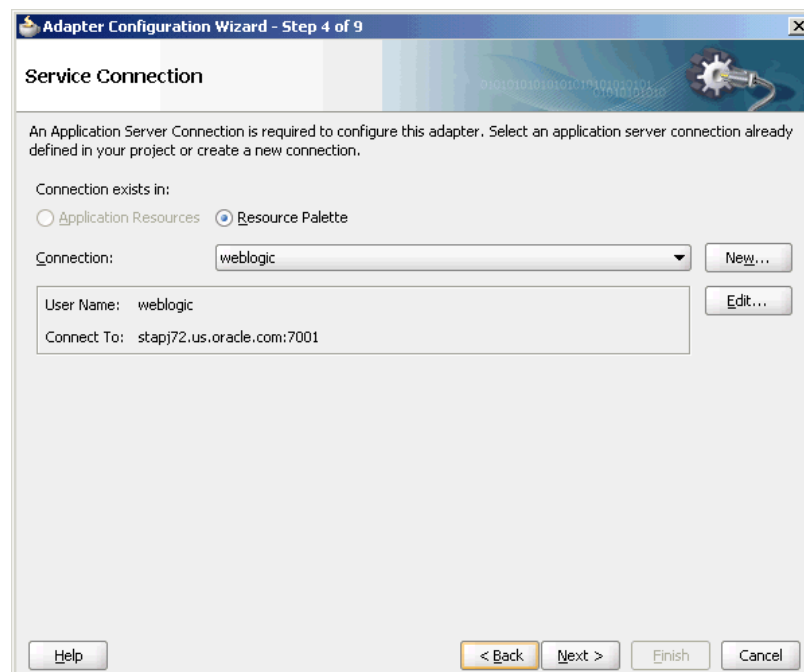 Adapter Configuration Wizard - Step 4 of 9
Service Connection
An Application Server Connection is required to configure this adapter. Select an application server connection already
defined in your project or create a new connection.
Connection exists in:
Application Resources Resource Palette
Connection: weblogic New...
User Name: weblogic Edit...
Connect To: stapj72.us.oracle.com:7001
Help < Back Next > Finish Cancel